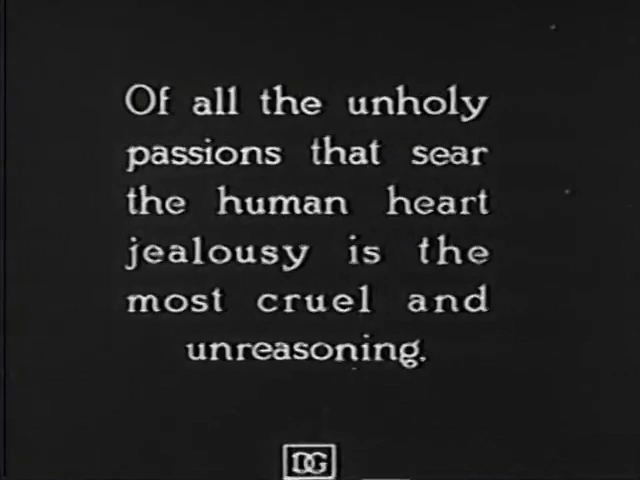 Of all the unholy
passions that sear
the human heart
jealousy is the
most cruel and
unreasoning.
DG